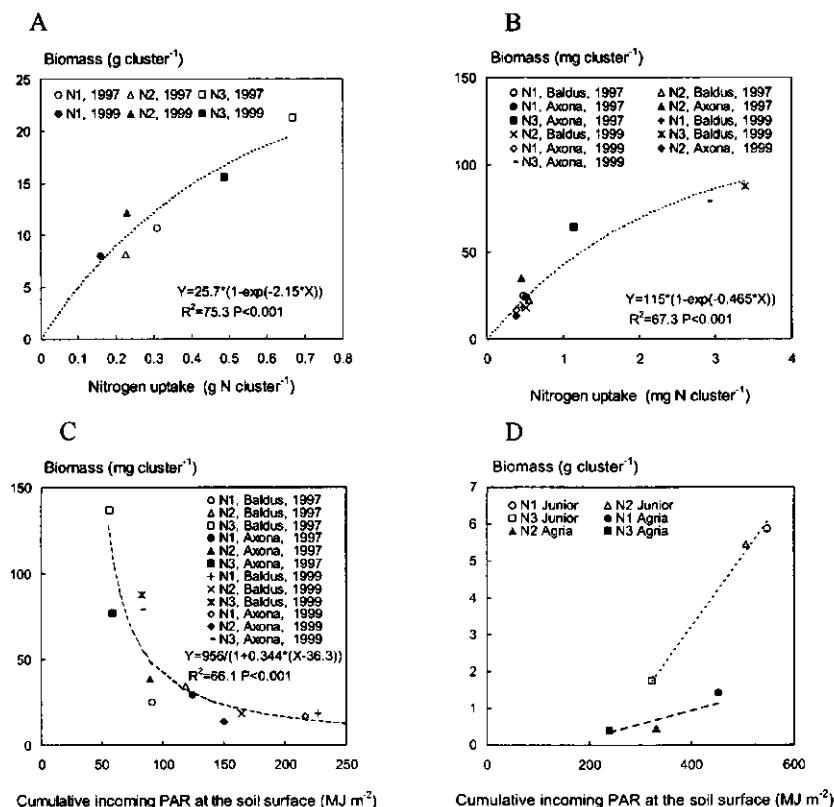 A
Biomass (g cluster⁻¹)
25
20
15
10
5
0
N1, 1997 N2, 1997 N3, 1997
N1, 1999 N2, 1999 N3, 1999
Y=25.7*(1-exp(-2.15*X))
R²=75.3 P<0.001
0 0.1 0.2 0.3 0.4 0.5 0.6 0.7 0.8
Nitrogen uptake (g N cluster⁻¹)
B
Biomass (mg cluster⁻¹)
150
100
50
0
N1, Baldus, 1997 N2, Baldus, 1997
N1, Axona, 1997 N2, Axona, 1997
N3, Axona, 1997 N1, Baldus, 1999
N2, Baldus, 1999 N3, Baldus, 1999
N1, Axona, 1999 N2, Axona, 1999
N3, Axona, 1999
Y=115*(1-exp(-0.465*X))
R²=67.3 P<0.001
0 1 2 3 4
Nitrogen uptake (mg N cluster⁻¹)
C
Biomass (mg cluster⁻¹)
150
100
50
0
N1, Baldus, 1997
N2, Baldus, 1997
N3, Baldus, 1997
N1, Axona, 1997
N2, Axona, 1997
N3, Axona, 1997
N1, Baldus, 1999
N2, Baldus, 1999
N3, Baldus, 1999
N1, Axona, 1999
N2, Axona, 1999
N3, Axona, 1999
Y=956/(1+0.344*(X-36.3))
R²=66.1 P<0.001
0 50 100 150 200 250
Cumulative incoming PAR at the soil surface (MJ m⁻²)
D
Biomass (g cluster⁻¹)
7
6
5
4
3
2
1
0
N1 Junior N2 Junior
N3 Junior N1 Agria
N2 Agria N3 Agria
0 200 400 600
Cumulative incoming PAR at the soil surface (MJ m⁻²)